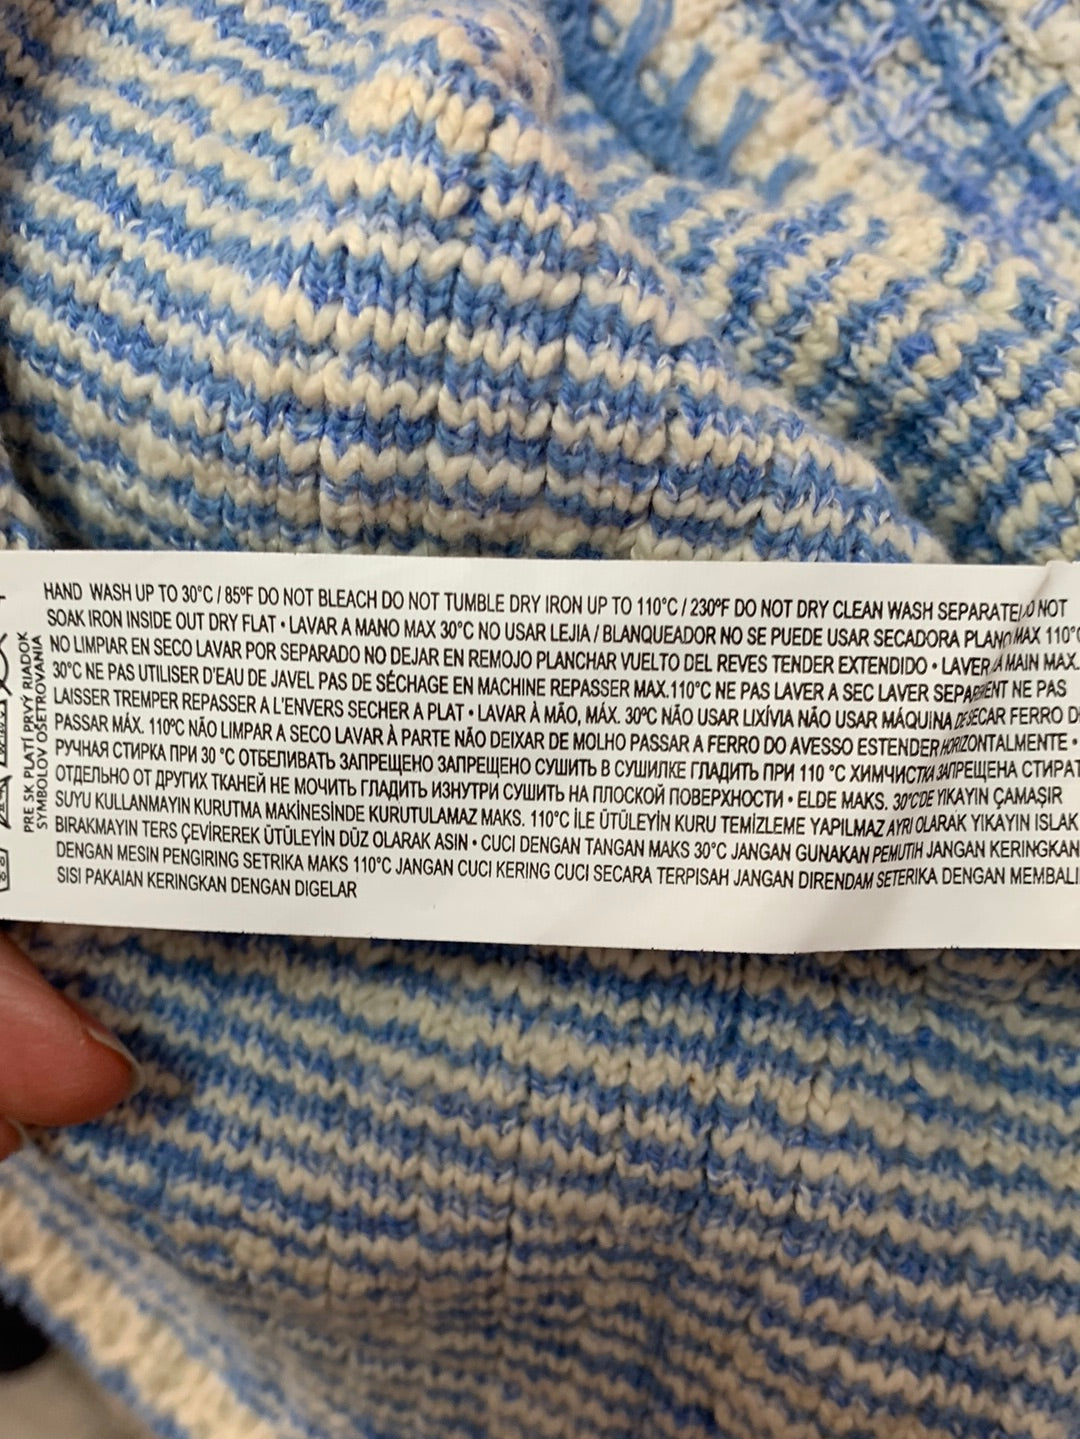 HAND WASH UP TO 30°C / 85ºF DO NOT BLEACH DO NOT TUMBLE DRY IRON UP TO 110°C / 230ºF DO NOT DRY CLEAN WASH SEPARATELY DO NOT
SOAK IRON INSIDE OUT DRY FLAT • LAVAR A MANO MAX 30°C NO USAR LEJIA / BLANQUEADOR NO SE PUEDE USAR SECADORA PLANCHA MAX 110°C
NO LIMPIAR EN SECO LAVAR POR SEPARADO NO DEJAR EN REMOJO PLANCHAR VUELTO DEL REVES TENDER EXTENDIDO • LAVER À MAIN MAX.
30°C NE PAS UTILISER D'EAU DE JAVEL PAS DE SÉCHAGE EN MACHINE REPASSER MAX.110°C NE PAS LAVER A SEC LAVER SEPAREMENT NE PAS
LAISSER TREMPER REPASSER A L'ENVERS SECHER A PLAT • LAVAR À MÃO, MÁX. 30ºC NÃO USAR LIXÍVIA NÃO USAR MÁQUINA DE SECAR FERRO DE
PASSAR MÁX. 110ºC NÃO LIMPAR A SECO LAVAR À PARTE NÃO DEIXAR DE MOLHO PASSAR A FERRO DO AVESSO ESTENDER HORIZONTALMENTE •
РУЧНАЯ СТИРКА ПРИ 30 °C ОТБЕЛИВАТЬ ЗАПРЕЩЕНО ЗАПРЕЩЕНО СУШИТЬ В СУШИЛКЕ ГЛАДИТЬ ПРИ 110 °C ХИМЧИСТКА ЗАПРЕЩЕНА СТИРАТ
ОТДЕЛЬНО ОТ ДРУГИХ ТКАНЕЙ НЕ МОЧИТЬ ГЛАДИТЬ ИЗНУТРИ СУШИТЬ НА ПЛОСКОЙ ПОВЕРХНОСТИ • ELDE MAKS. 30°C'DE YIKAYIN ÇAMAŞIR
SUYU KULLANMAYIN KURUTMA MAKİNESİNDE KURUTULAMAZ MAKS. 110°C İLE ÜTÜLEYİN KURU TEMİZLEME YAPILMAZ AYRI OLARAK YIKAYIN ISLAK
BIRAKMAYIN TERS ÇEVİREREK ÜTÜLEYİN DÜZ OLARAK ASIN • CUCI DENGAN TANGAN MAKS 30°C JANGAN GUNAKAN PEMUTIH JANGAN KERINGKAN
DENGAN MESIN PENGIRING SETRIKA MAKS 110°C JANGAN CUCI KERING CUCI SECARA TERPISAH JANGAN DIRENDAM SETERIKA DENGAN MEMBALI
SISI PAKAIAN KERINGKAN DENGAN DIGELAR
PRE SK PLATÍ PRVÝ RIADOK
SYMBOLOV OŠETROVANIA